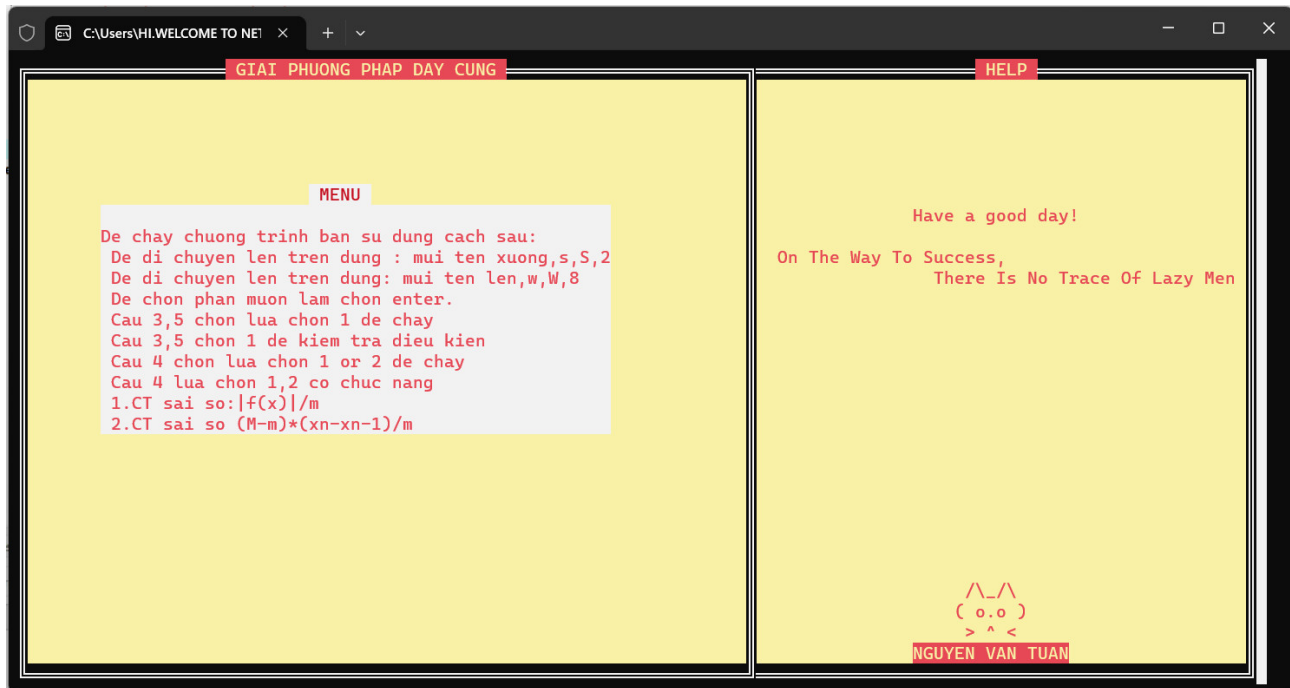 C:\Users\HI.WELCOME TO NET
GIAI PHUONG PHAP DAY CUNG
MENU
De chay chuong trinh ban su dung cach sau:
De di chuyen len tren dung : mui ten xuong,s,S,2
De di chuyen len tren dung: mui ten len,w,W,8
De chon phan muon lam chon enter.
Cau 3,5 chon lua chon 1 de chay
Cau 3,5 chon 1 de kiem tra dieu kien
Cau 4 chon lua chon 1 or 2 de chay
Cau 4 lua chon 1,2 co chuc nang
1.CT sai so:|f(x)|/m
2.CT sai so (M-m)*(xn-xn-1)/m
HELP
Have a good day!
On The Way To Success,
There Is No Trace Of Lazy Men
/\_/\
( o.o )
> ^ <
NGUYEN VAN TUAN